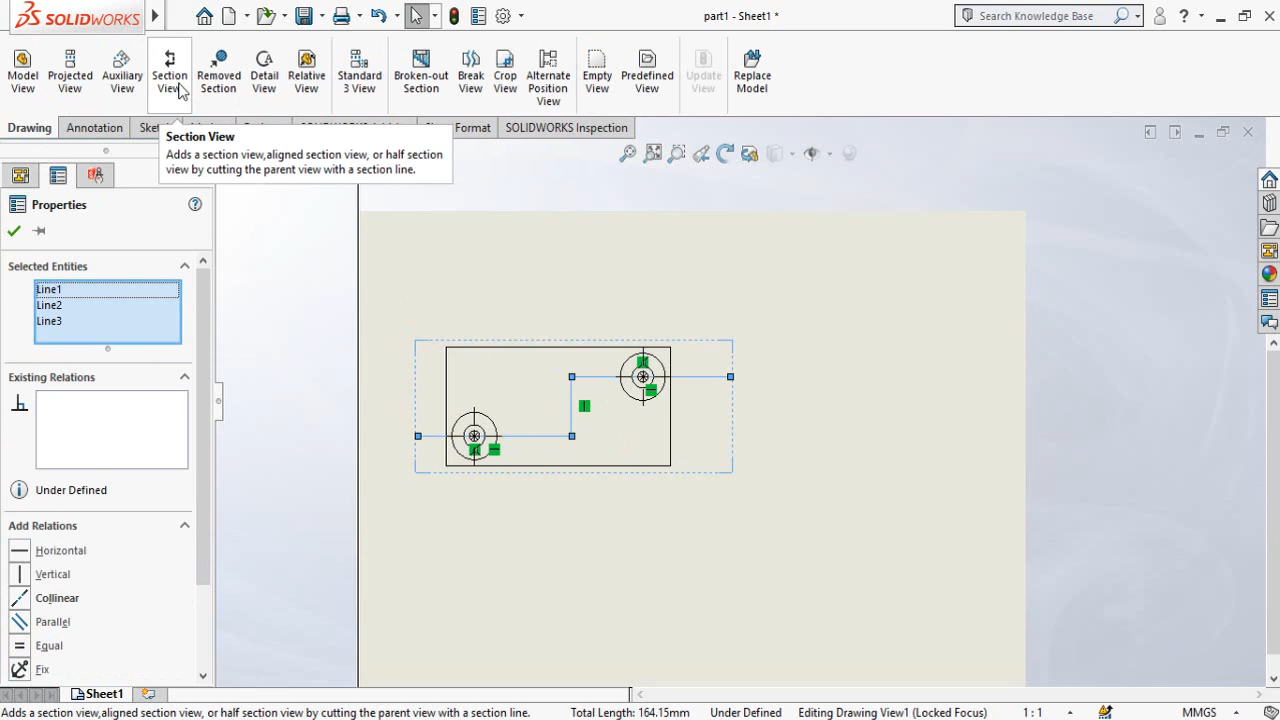 SOLIDWORKS
part1 - Sheet1 *
Search Knowledge Base
?
Model View
Projected View
Auxiliary View
Section View
Removed Section
Detail View
Relative View
Standard 3 View
Broken-out Section
Break View
Crop View
Alternate Position View
Empty View
Predefined View
Update View
Replace Model
Drawing
Annotation
Format
SOLIDWORKS Inspection
Section View
Adds a section view,aligned section view, or half section
view by cutting the parent view with a section line.
Properties
?
Selected Entities
Line1
Line2
Line3
Existing Relations
Under Defined
Add Relations
Horizontal
Vertical
Collinear
Parallel
Equal
Fix
Sheet1
Adds a section view,aligned section view, or half section view by cutting the parent view with a section line.
Total Length: 164.15mm
Under Defined
Editing Drawing View1 (Locked Focus)
1 : 1
MMGS